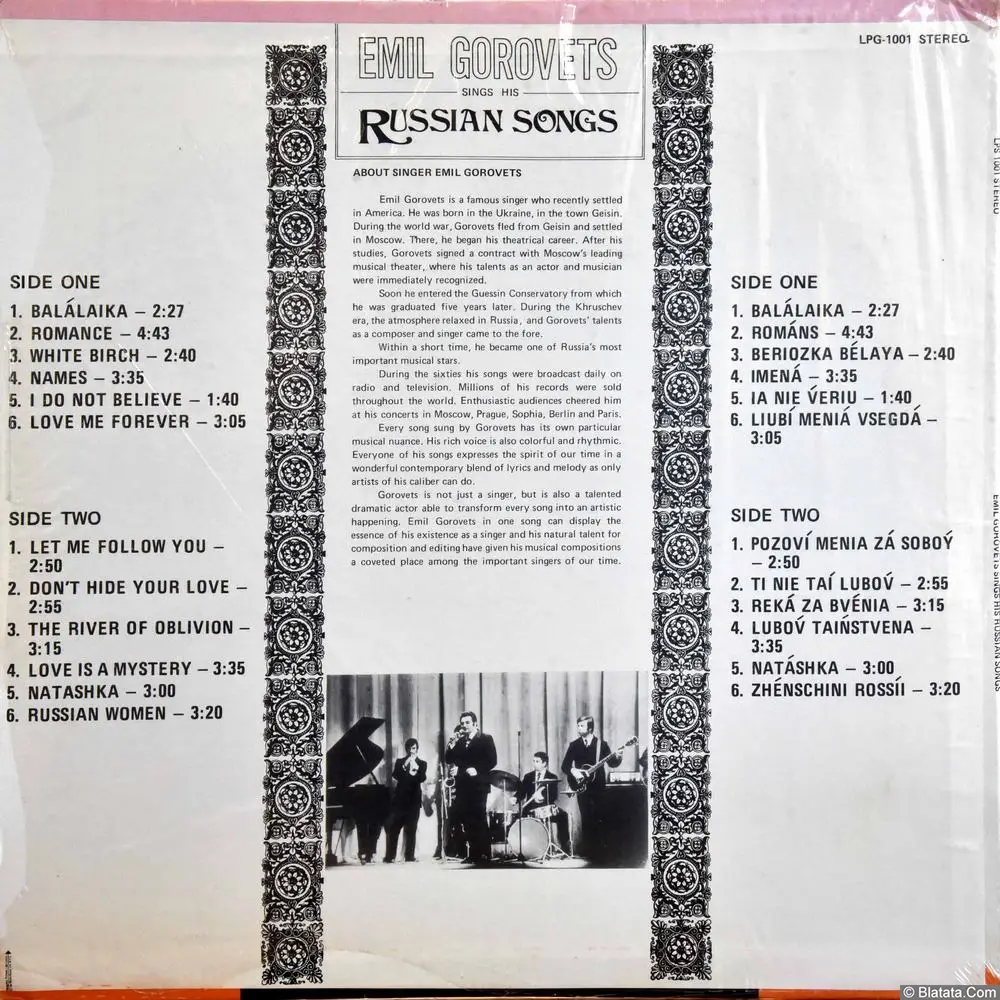 LPG-1001 STEREO
EMIL GOROVETS
SINGS HIS
RUSSIAN SONGS
ABOUT SINGER EMIL GOROVETS
Emil Gorovets is a famous singer who recently settled
in America. He was born in the Ukraine, in the town Geisin.
During the world war, Gorovets fled from Geisin and settled
in Moscow. There, he began his theatrical career. After his
studies, Gorovets signed a contract with Moscow's leading
musical theater, where his talents as an actor and musician
were immediately recognized.
Soon he entered the Guessin Conservatory from which
he was graduated five years later. During the Khruschev
era, the atmosphere relaxed in Russia, and Gorovets' talents
as a composer and singer came to the fore.
Within a short time, he became one of Russia's most
important musical stars.
During the sixties his songs were broadcast daily on
radio and television. Millions of his records were sold
throughout the world. Enthusiastic audiences cheered him
at his concerts in Moscow, Prague, Sophia, Berlin and Paris.
Every song sung by Gorovets has its own particular
musical nuance. His rich voice is also colorful and rhythmic.
Everyone of his songs expresses the spirit of our time in a
wonderful contemporary blend of lyrics and melody as only
artists of his caliber can do.
Gorovets is not just a singer, but is also a talented
dramatic actor able to transform every song into an artistic
happening. Emil Gorovets in one song can display the
essence of his existence as a singer and his natural talent for
composition and editing have given his musical compositions
a coveted place among the important singers of our time.
SIDE ONE
1. BALÁLAIKA – 2:27
2. ROMANCE – 4:43
3. WHITE BIRCH – 2:40
4. NAMES – 3:35
5. I DO NOT BELIEVE – 1:40
6. LOVE ME FOREVER – 3:05
SIDE TWO
1. LET ME FOLLOW YOU –
2:50
2. DON'T HIDE YOUR LOVE –
2:55
3. THE RIVER OF OBLIVION –
3:15
4. LOVE IS A MYSTERY – 3:35
5. NATASHKA – 3:00
6. RUSSIAN WOMEN – 3:20
SIDE ONE
1. BALÁLAIKA – 2:27
2. ROMÁNS – 4:43
3. BERIOZKA BÉLAYA – 2:40
4. IMENÁ – 3:35
5. IA NIE V́ERIU – 1:40
6. LIUBÍ MENIÁ VSEGDÁ –
3:05
SIDE TWO
1. POZOVÍ MENIA ZÁ SOBOÝ
– 2:50
2. TI NIE TAÍ LUBOV́ – 2:55
3. REKÁ ZA BVÉNIA – 3:15
4. LUBOV́ TAIŃSTVENA –
3:35
5. NATÁSHKA – 3:00
6. ZHÉNSCHINI ROSSÍI – 3:20
LPS 1001 STEREO
EMIL GOROVETS SINGS HIS RUSSIAN SONGS
© Blatata.Com